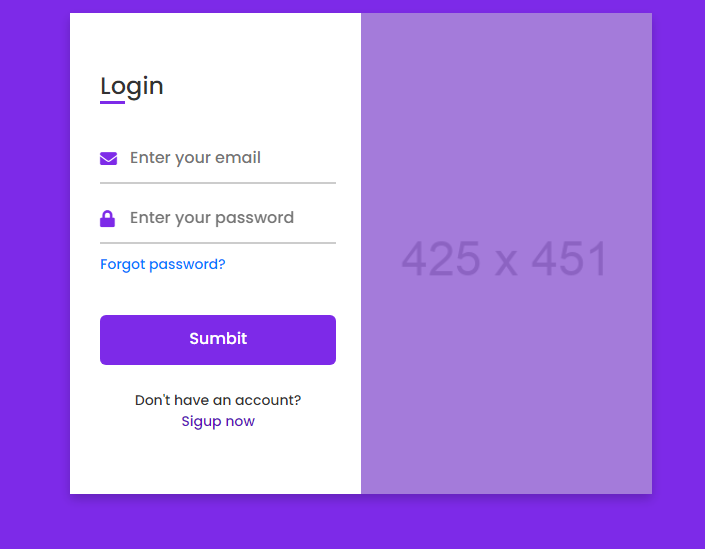 Login
Enter your email
Enter your password
Forgot password?
Sumbit
Don't have an account?
Sigup now
425 x 451